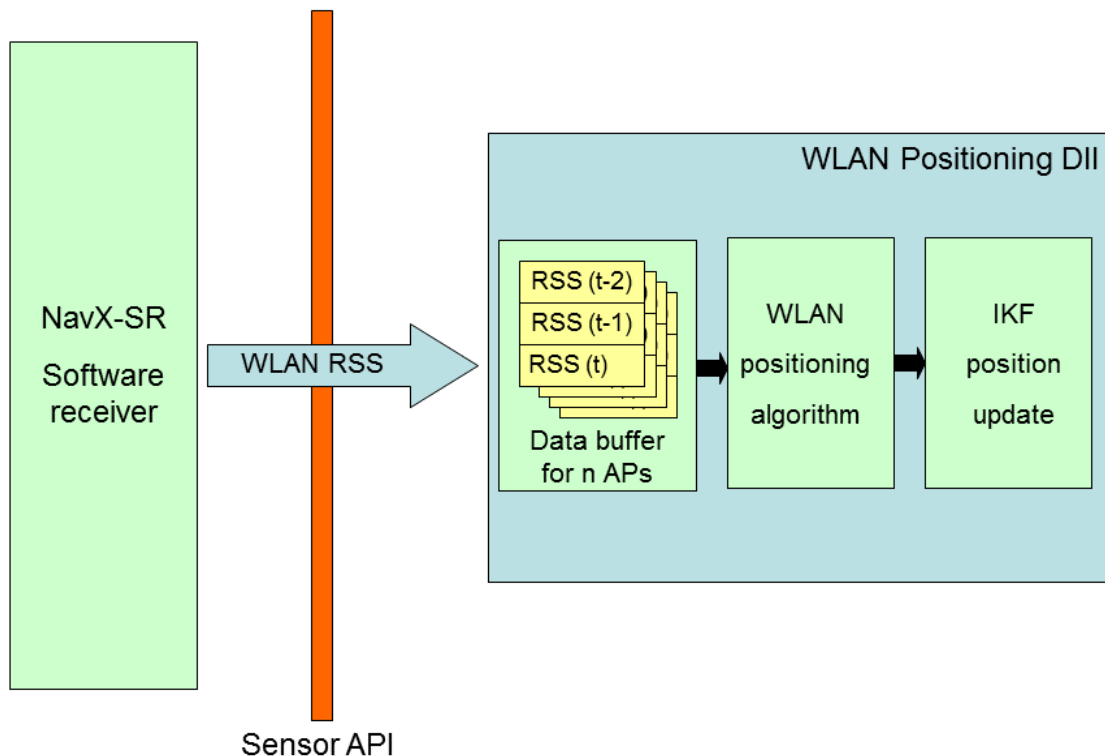 NavX-SR
Software
receiver
WLAN RSS
Sensor API
WLAN Positioning Dll
RSS (t-2)
RSS (t-1)
RSS (t)
Data buffer
for n APs
WLAN
positioning
algorithm
IKF
position
update